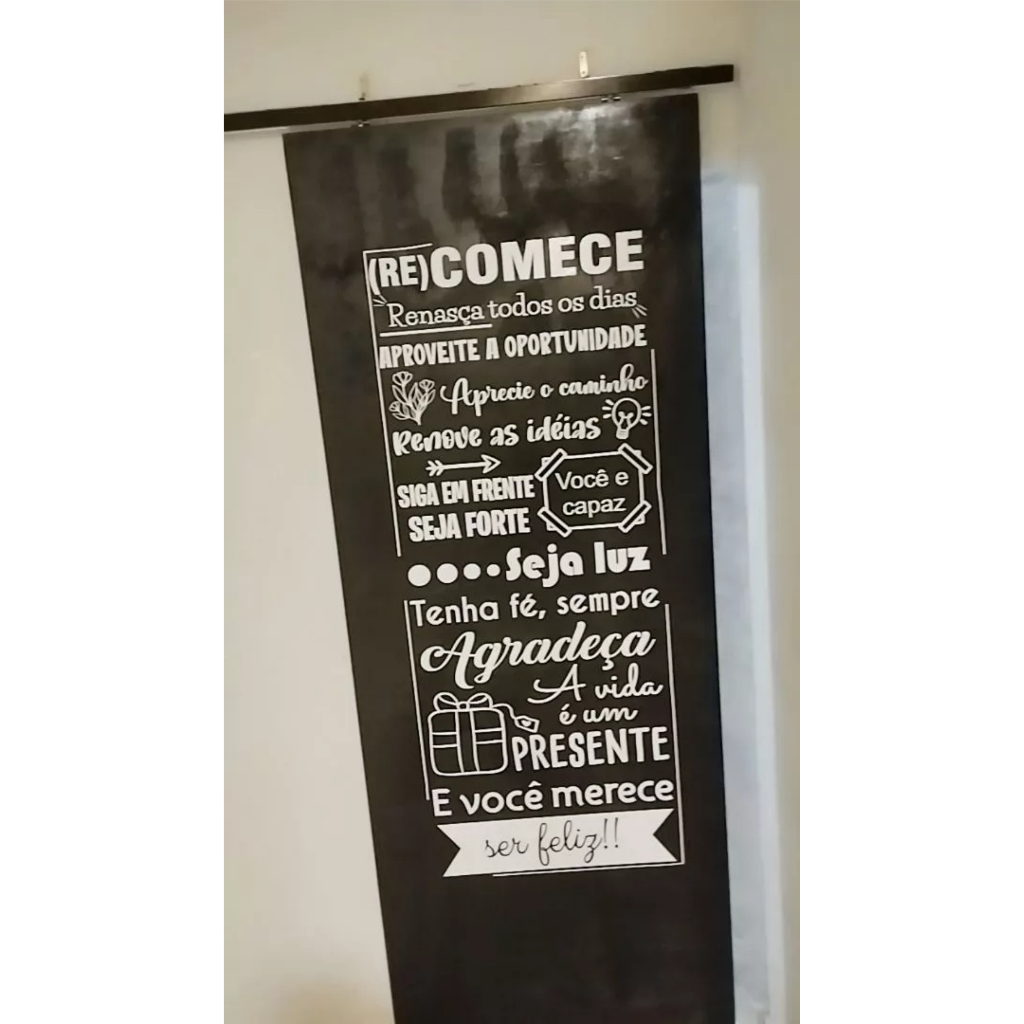 (RE)COMECE
Renasça todos os dias
APROVEITE A OPORTUNIDADE
Aprecie o caminho
Renove as idéias
SIGA EM FRENTE
SEJA FORTE
Você e
capaz
Seja luz
Tenha fé, sempre
Agradeça
A vida
é um
PRESENTE
E você merece
ser feliz!!